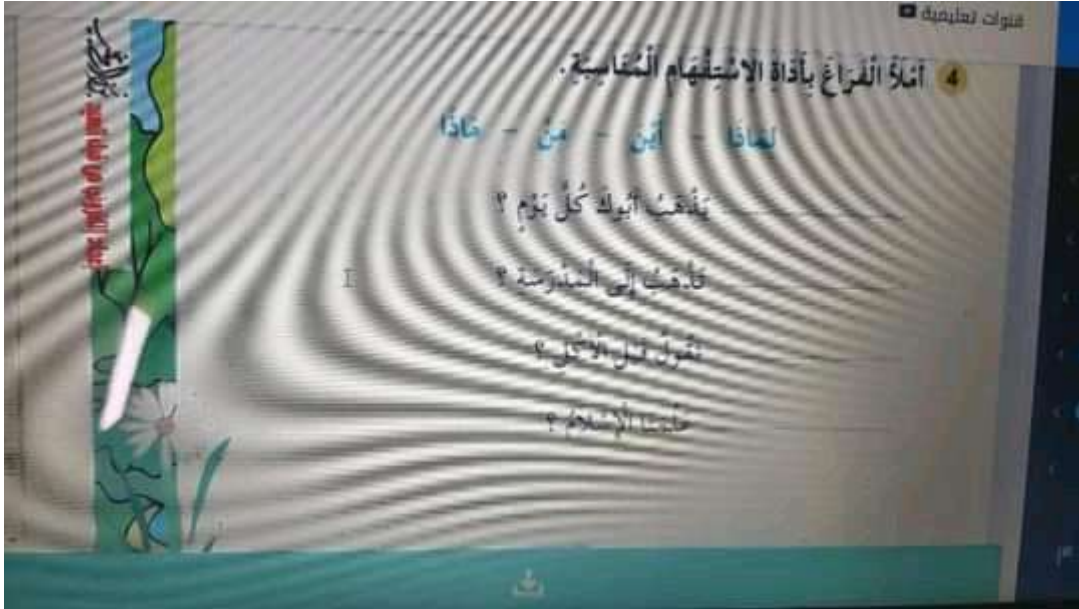 قنوات تعليمية
4 أَمْلَأُ الْفَرَاغَ بِأَدَاةِ الِاسْتِفْهَامِ الْمُنَاسِبَةِ .
لِمَاذَا - أَيْنَ - مَنْ - مَاذَا
يَذْهَبُ أَبُوكَ كُلَّ يَوْمٍ ؟
تَذْهَبُ إِلَى الْمَدْرَسَةِ ؟
تَقُولُ قَبْلَ الْأَكْلِ ؟
عَلَّمَنَا الْإِسْلَامَ ؟